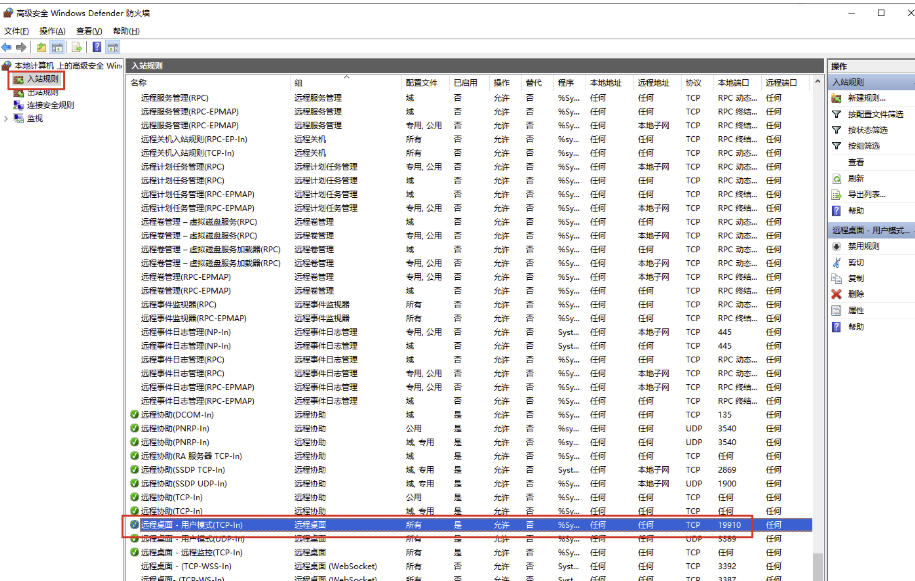 高级安全 Windows Defender 防火墙
文件(F) 操作(A) 查看(V) 帮助(H)
本地计算机 上的高级安全 Win
入站规则
出站规则
连接安全规则
监视
入站规则
名称 组 配置文件 已启用 操作 替代 程序 本地地址 远程地址 协议 本地端口 远程端口
远程服务管理(RPC) 远程服务管理 域 否 允许 否 %Sy... 任何 任何 TCP RPC 动态... 任何
远程服务管理(RPC-EPMAP) 远程服务管理 域 否 允许 否 %Sy... 任何 任何 TCP RPC 终结... 任何
远程服务管理(RPC-EPMAP) 远程服务管理 专用, 公用 否 允许 否 %Sy... 任何 本地子网 TCP RPC 终结... 任何
远程关机入站规则(RPC-EP-In) 远程关机 所有 否 允许 否 %sy... 任何 任何 TCP RPC 终结... 任何
远程关机入站规则(TCP-In) 远程关机 所有 否 允许 否 %sy... 任何 任何 TCP RPC 动态... 任何
远程计划任务管理(RPC) 远程计划任务管理 专用, 公用 否 允许 否 %Sy... 任何 本地子网 TCP RPC 动态... 任何
远程计划任务管理(RPC) 远程计划任务管理 域 否 允许 否 %Sy... 任何 任何 TCP RPC 动态... 任何
远程计划任务管理(RPC-EPMAP) 远程计划任务管理 域 否 允许 否 %Sy... 任何 任何 TCP RPC 终结... 任何
远程计划任务管理(RPC-EPMAP) 远程计划任务管理 专用, 公用 否 允许 否 %Sy... 任何 本地子网 TCP RPC 终结... 任何
远程卷管理 – 虚拟磁盘服务(RPC) 远程卷管理 域 否 允许 否 %Sy... 任何 任何 TCP RPC 动态... 任何
远程卷管理 – 虚拟磁盘服务(RPC) 远程卷管理 专用, 公用 否 允许 否 %Sy... 任何 本地子网 TCP RPC 动态... 任何
远程卷管理 – 虚拟磁盘服务加载器(RPC) 远程卷管理 域 否 允许 否 %Sy... 任何 任何 TCP RPC 动态... 任何
远程卷管理 – 虚拟磁盘服务加载器(RPC) 远程卷管理 专用, 公用 否 允许 否 %Sy... 任何 本地子网 TCP RPC 动态... 任何
远程卷管理(RPC-EPMAP) 远程卷管理 专用, 公用 否 允许 否 %Sy... 任何 本地子网 TCP RPC 终结... 任何
远程卷管理(RPC-EPMAP) 远程卷管理 域 否 允许 否 %Sy... 任何 任何 TCP RPC 终结... 任何
远程事件监视器(RPC) 远程事件监视器 所有 否 允许 否 %Sy... 任何 任何 TCP RPC 动态... 任何
远程事件监视器(RPC-EPMAP) 远程事件监视器 所有 否 允许 否 %Sy... 任何 任何 TCP RPC 终结... 任何
远程事件日志管理(NP-In) 远程事件日志管理 专用, 公用 否 允许 否 Syst... 任何 本地子网 TCP 445 任何
远程事件日志管理(NP-In) 远程事件日志管理 域 否 允许 否 Syst... 任何 任何 TCP 445 任何
远程事件日志管理(RPC) 远程事件日志管理 域 否 允许 否 %Sy... 任何 任何 TCP RPC 动态... 任何
远程事件日志管理(RPC) 远程事件日志管理 专用, 公用 否 允许 否 %Sy... 任何 本地子网 TCP RPC 动态... 任何
远程事件日志管理(RPC-EPMAP) 远程事件日志管理 专用, 公用 否 允许 否 %Sy... 任何 本地子网 TCP RPC 终结... 任何
远程事件日志管理(RPC-EPMAP) 远程事件日志管理 域 否 允许 否 %Sy... 任何 任何 TCP RPC 终结... 任何
远程协助(DCOM-In) 远程协助 域 是 允许 否 %Sy... 任何 任何 TCP 135 任何
远程协助(PNRP-In) 远程协助 公用 是 允许 否 %sy... 任何 任何 UDP 3540 任何
远程协助(PNRP-In) 远程协助 域, 专用 是 允许 否 %sy... 任何 任何 UDP 3540 任何
远程协助(RA 服务器 TCP-In) 远程协助 域 是 允许 否 %sy... 任何 任何 TCP 任何 任何
远程协助(SSDP TCP-In) 远程协助 域, 专用 是 允许 否 Syst... 任何 本地子网 TCP 2869 任何
远程协助(SSDP UDP-In) 远程协助 域, 专用 是 允许 否 %Sy... 任何 本地子网 UDP 1900 任何
远程协助(TCP-In) 远程协助 公用 是 允许 否 %sy... 任何 任何 TCP 任何 任何
远程协助(TCP-In) 远程协助 域, 专用 是 允许 否 %sy... 任何 任何 TCP 任何 任何
远程桌面 - 用户模式(TCP-In) 远程桌面 所有 是 允许 否 %Sy... 任何 任何 TCP 19910 任何
远程桌面 - 用户模式(UDP-In) 远程桌面 所有 是 允许 否 %Sy... 任何 任何 UDP 3389 任何
远程桌面 - 远程监控(TCP-In) 远程桌面 所有 是 允许 否 %Sy... 任何 任何 TCP 任何 任何
远程桌面 - (TCP-WSS-In) 远程桌面 (WebSocket) 所有 否 允许 否 Syst... 任何 任何 TCP 3392 任何
远程桌面 - (TCP-WS-In) 远程桌面 (WebSocket) 所有 否 允许 否 Syst... 任何 任何 TCP 3387 任何
操作
入站规则
新建规则...
按配置文件筛选
按状态筛选
按组筛选
查看
刷新
导出列表...
帮助
远程桌面 - 用户模式...
禁用规则
剪切
复制
删除
属性
帮助